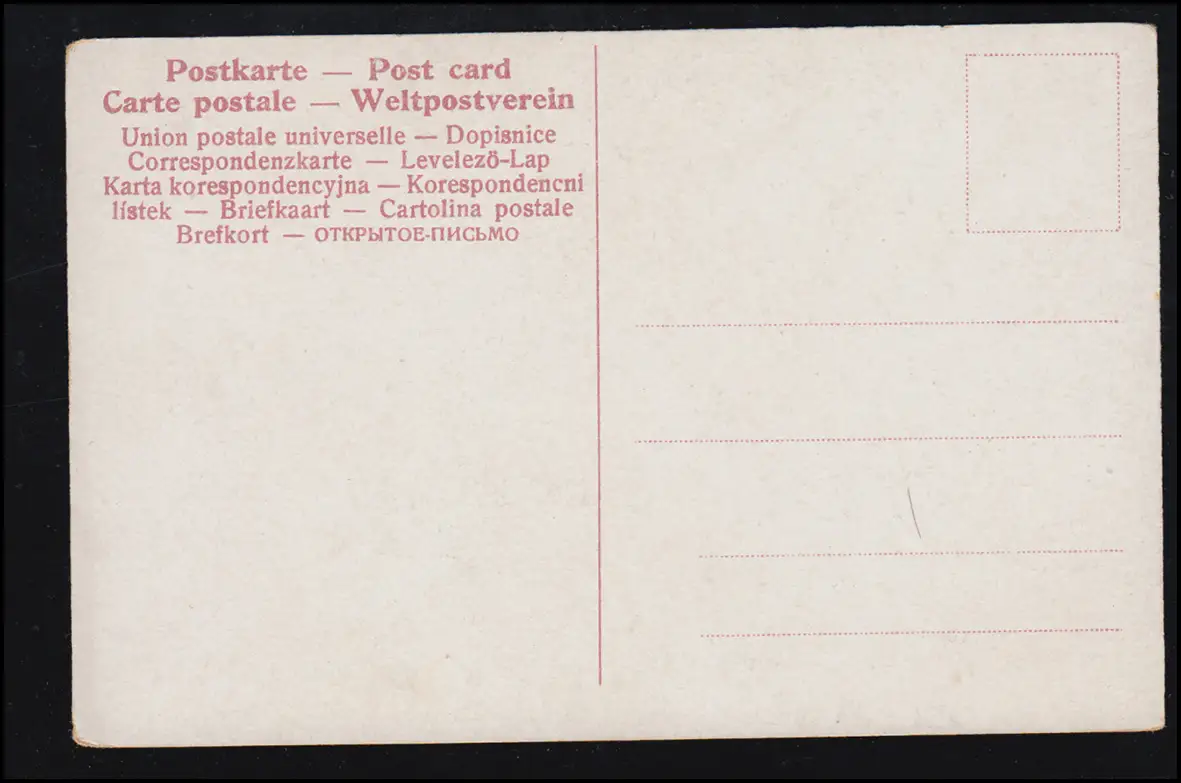 Postkarte — Post card
Carte postale — Weltpostverein
Union postale universelle — Dopisnice
Correspondenzkarte — Levelező-Lap
Karta korespondencyjna — Korespondencni
lístek — Briefkaart — Cartolina postale
Brefkort — ОТКРЫТОЕ-ПИСЬМО